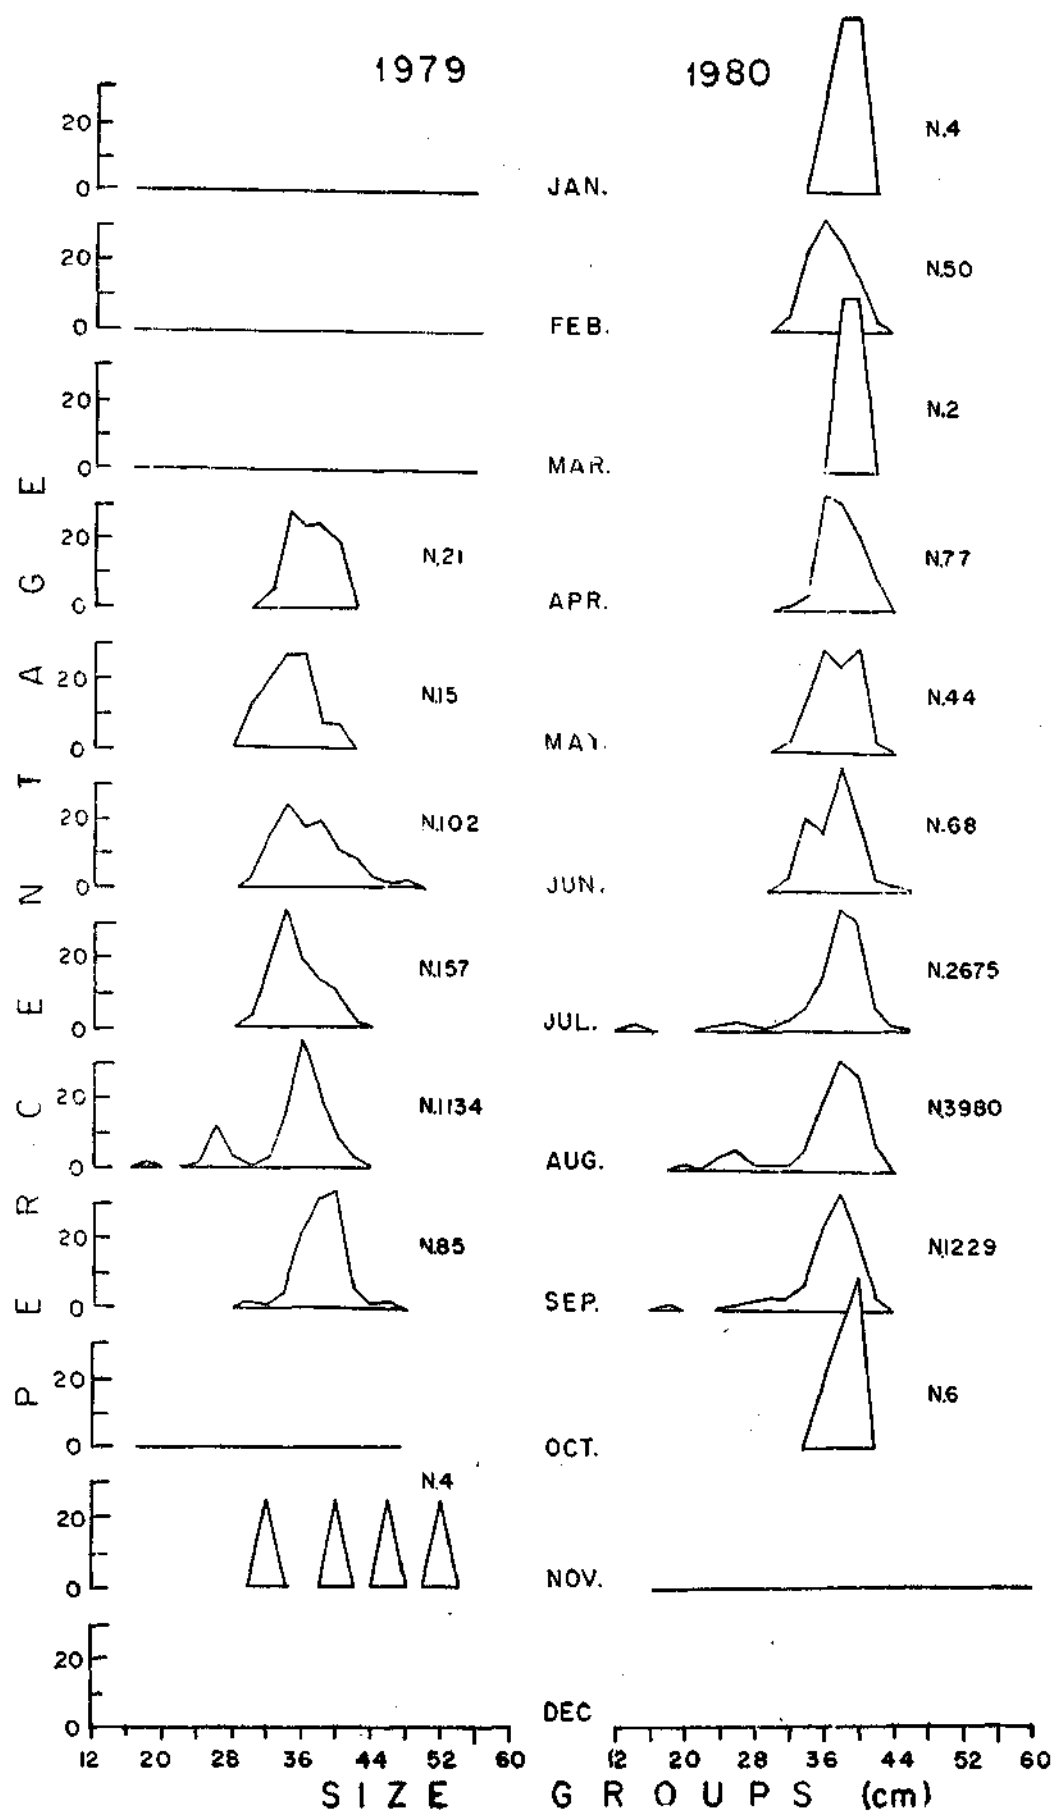 1979 1980
20
0
JAN.
N.4
20
0
FEB.
N.50
20
0
MAR.
N.2
20
0
N.21
APR.
N.77
20
0
N.15
MAY.
N.44
20
0
N.102
JUN.
N.68
20
0
N.157
JUL.
N.2675
20
0
N.1134
AUG.
N.3980
20
0
N.85
SEP.
N.1229
20
0
OCT.
N.6
20
0
N.4
NOV.
20
0
DEC
PERCENTAGE
12 20 28 36 44 52 60 12 20 28 36 44 52 60
SIZE GROUPS (cm)